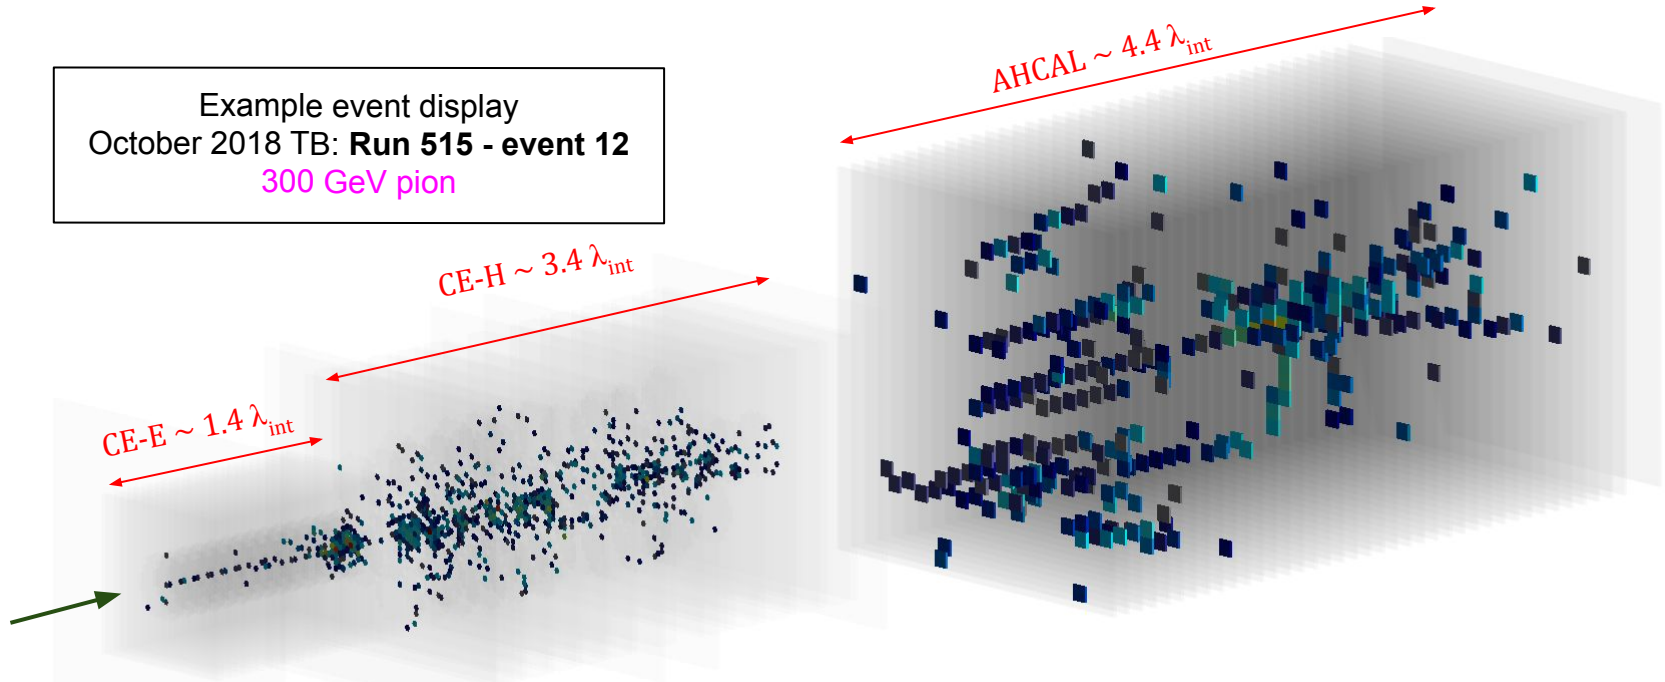 Example event display
October 2018 TB: Run 515 - event 12
300 GeV pion
CE-E ~ 1.4 λint
CE-H ~ 3.4 λint
AHCAL ~ 4.4 λint